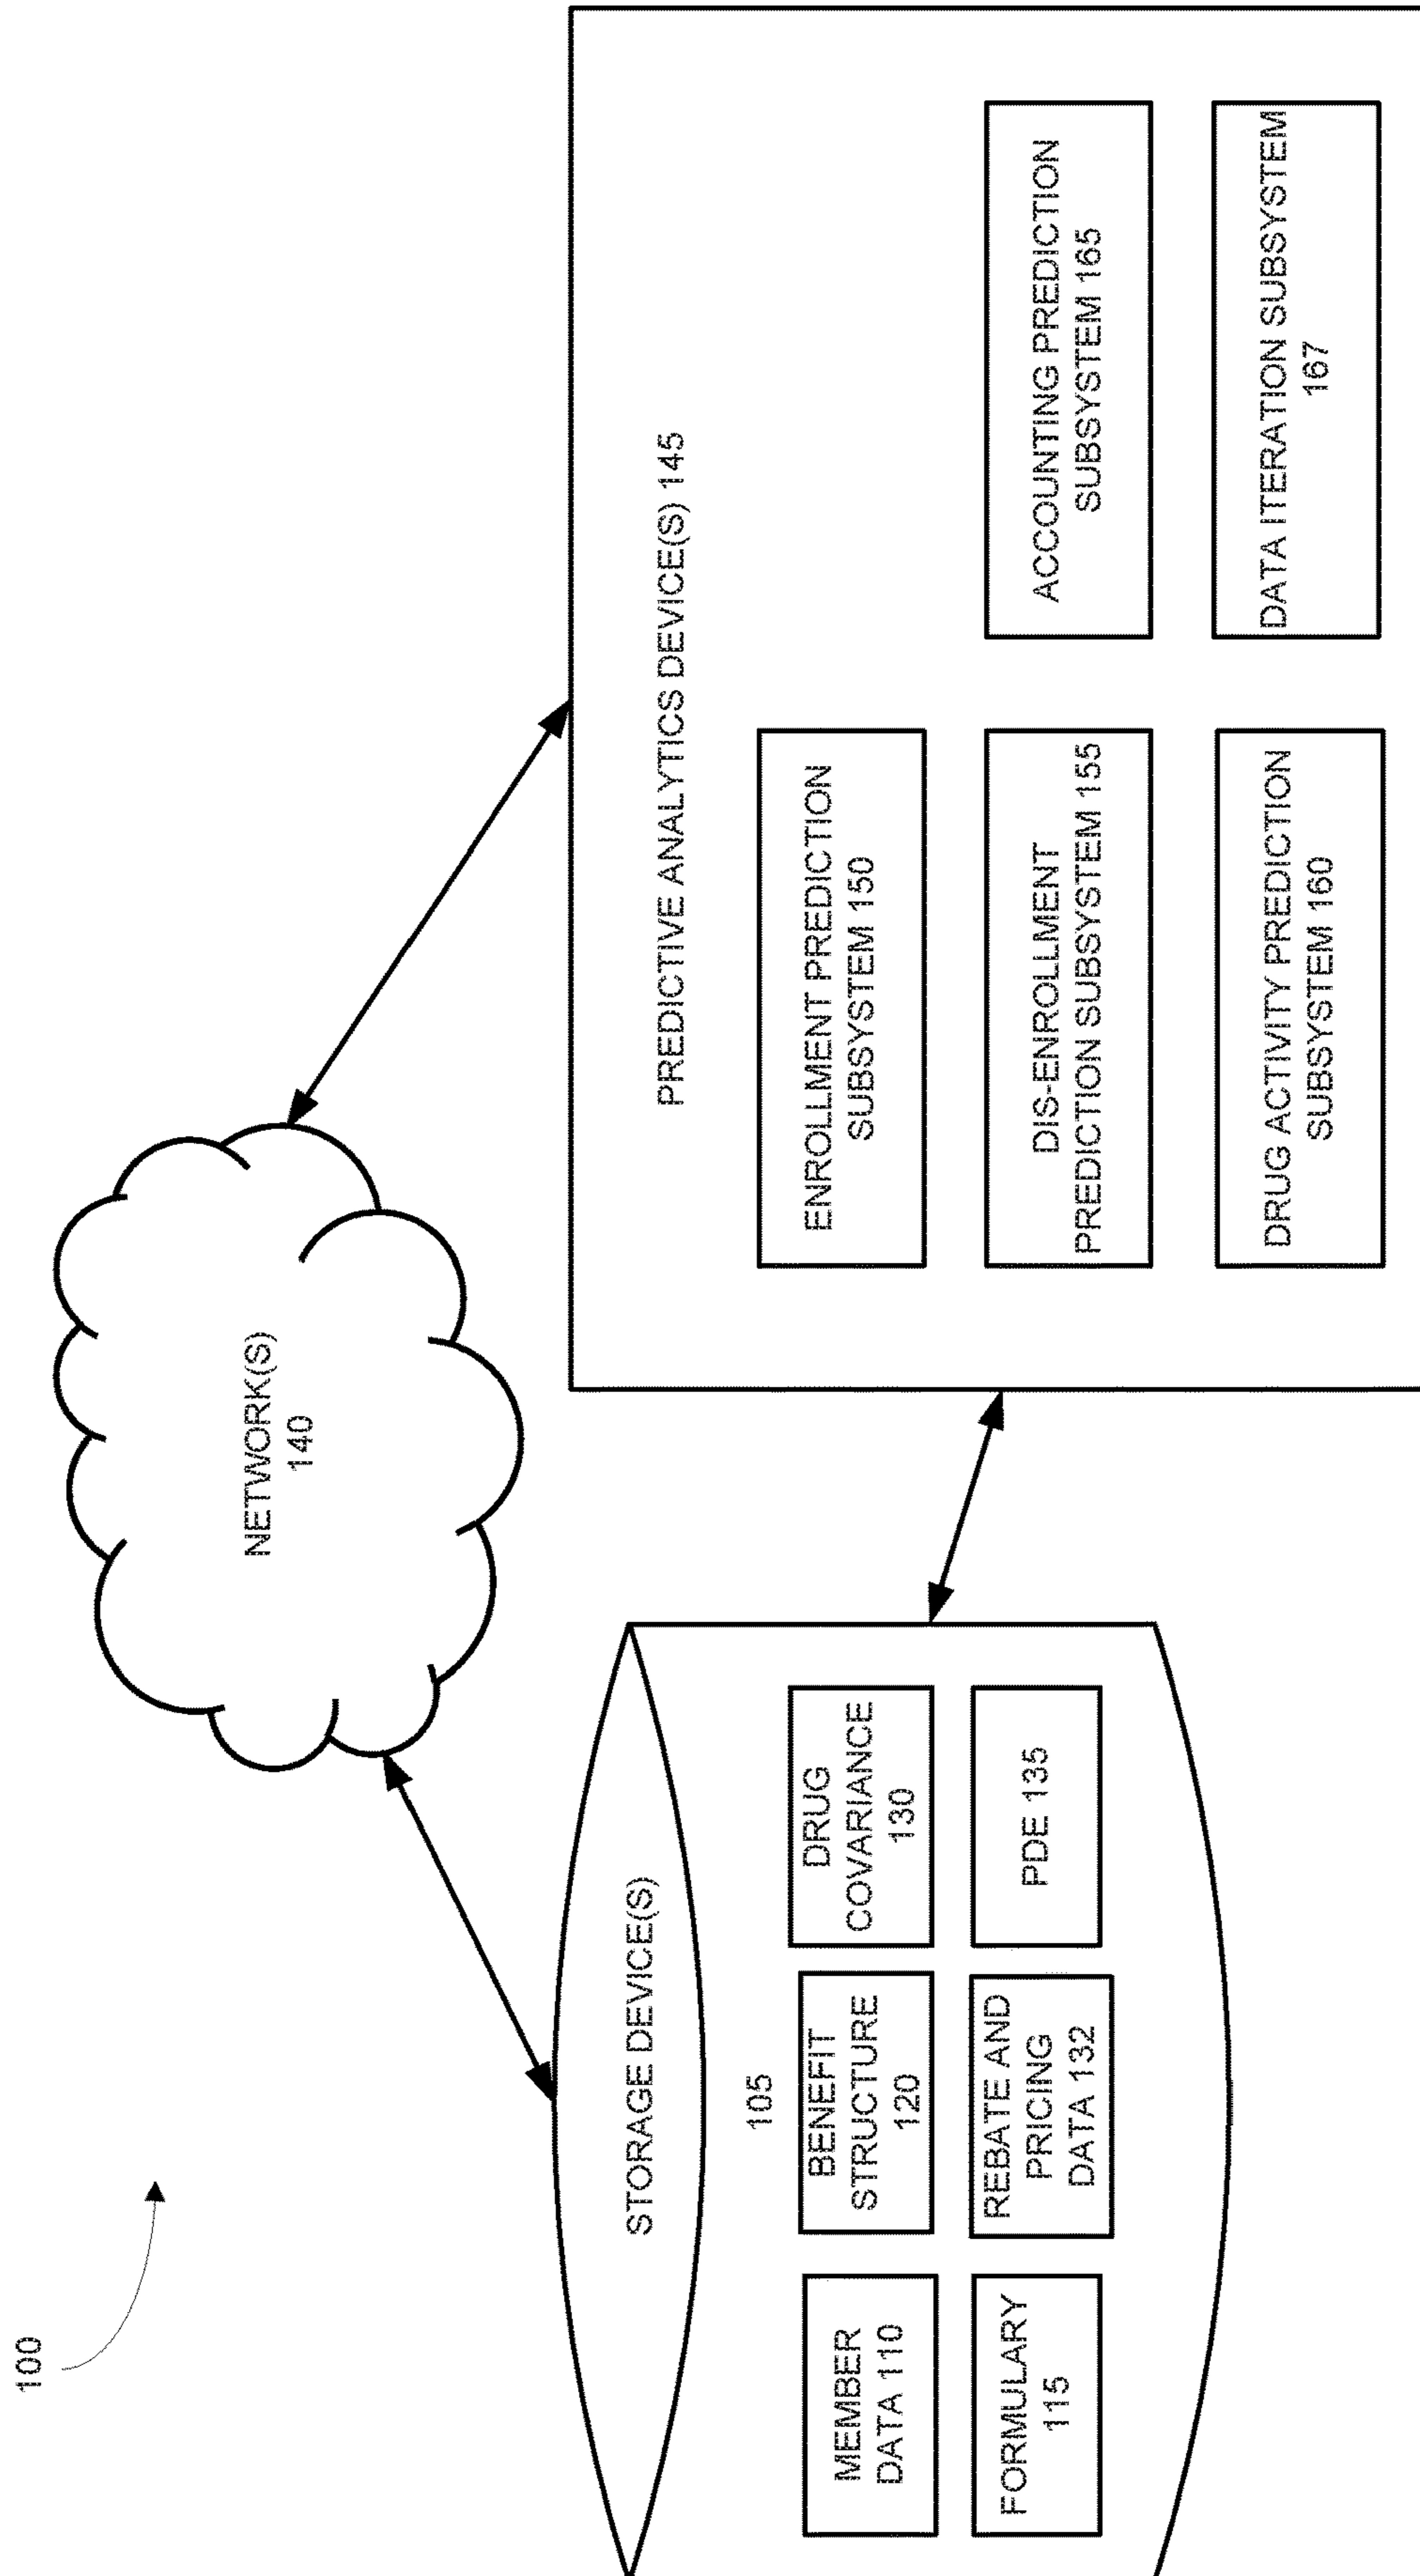 100
NETWORK(S)
140
STORAGE DEVICE(S)
105
MEMBER
DATA 110
BENEFIT
STRUCTURE
120
DRUG
COVARIANCE
130
FORMULARY
115
REBATE AND
PRICING
DATA 132
PDE 135
PREDICTIVE ANALYTICS DEVICE(S) 145
ENROLLMENT PREDICTION
SUBSYSTEM 150
DIS-ENROLLMENT
PREDICTION SUBSYSTEM 155
ACCOUNTING PREDICTION
SUBSYSTEM 165
DRUG ACTIVITY PREDICTION
SUBSYSTEM 160
DATA ITERATION SUBSYSTEM
167